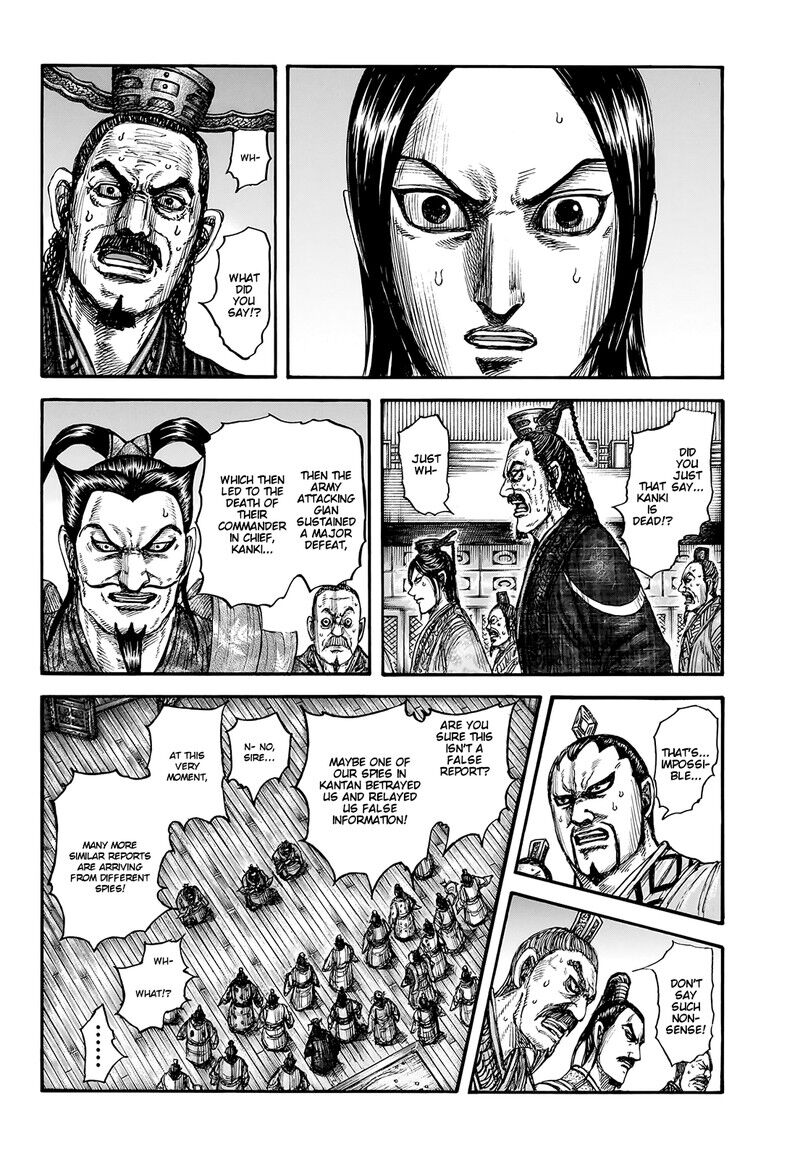 WH-
WHAT
DID
YOU
SAY!?
DID
YOU
JUST
SAY...
THAT
KANKI
IS
DEAD!?
JUST
WH-
THEN THE
ARMY
ATTACKING
GIAN
SUSTAINED
A MAJOR
DEFEAT,
WHICH THEN
LED TO THE
DEATH OF
THEIR
COMMANDER
IN CHIEF,
KANKI...
THAT'S...
IMPOSSI-
BLE...
DON'T
SAY
SUCH
NON-
SENSE!
ARE YOU
SURE THIS
ISN'T A
FALSE
REPORT?
MAYBE ONE OF
OUR SPIES IN
KANTAN BETRAYED
US AND RELAYED
US FALSE
INFORMATION!
N- NO,
SIRE...
AT THIS
VERY
MOMENT,
MANY MORE
SIMILAR REPORTS
ARE ARRIVING
FROM DIFFERENT
SPIES!
WH-
WHAT!?
......